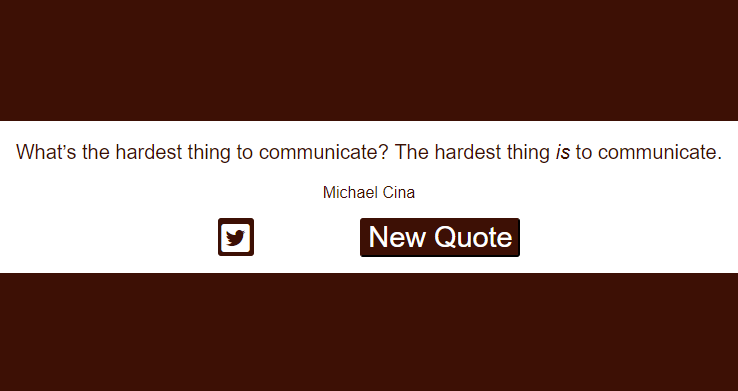 What’s the hardest thing to communicate? The hardest thing is to communicate.
Michael Cina
New Quote